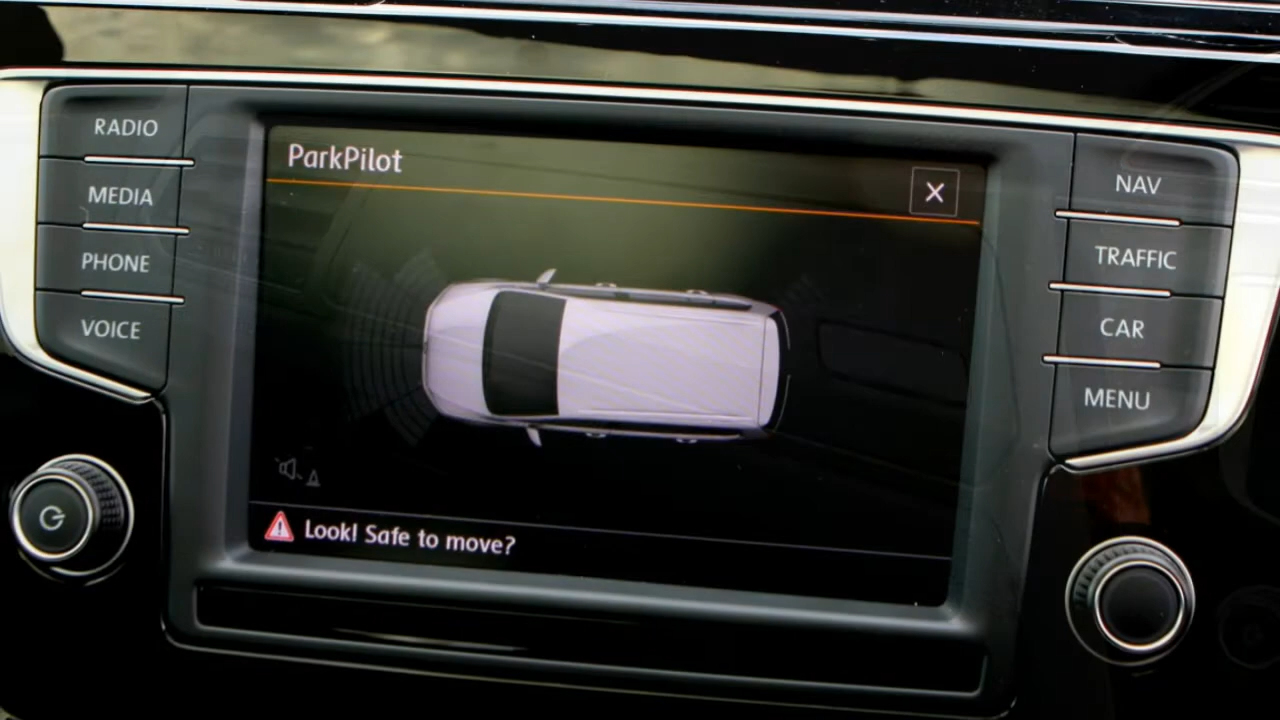 RADIO
MEDIA
PHONE
VOICE
ParkPilot
X
Look! Safe to move?
NAV
TRAFFIC
CAR
MENU